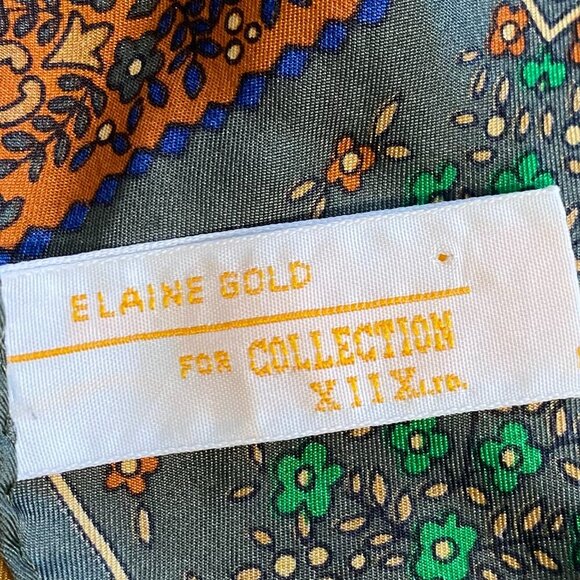 ELAINE GOLD
FOR COLLECTION
XIIX LTD.